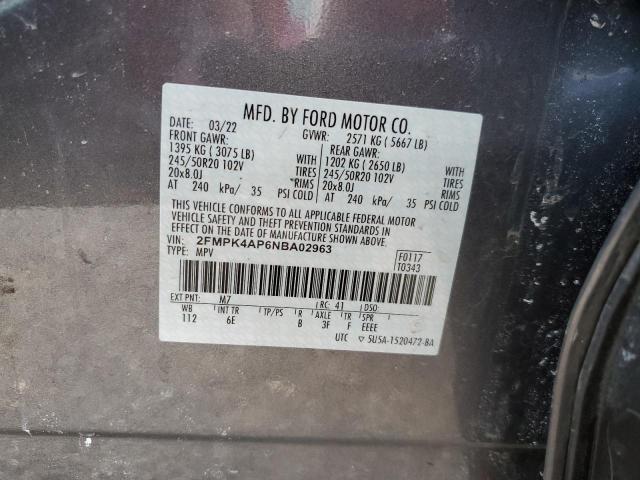 MFD. BY FORD MOTOR CO.
DATE: 03/22 GVWR: 2571 KG ( 5667 LB)
FRONT GAWR: REAR GAWR:
1395 KG ( 3075 LB) WITH 1202 KG ( 2650 LB) WITH
245/50R20 102V TIRES 245/50R20 102V TIRES
20x8.0J RIMS 20x8.0J RIMS
AT 240 kPa/ 35 PSI COLD AT 240 kPa/ 35 PSI COLD
THIS VEHICLE CONFORMS TO ALL APPLICABLE FEDERAL MOTOR
VEHICLE SAFETY AND BUMPER AND THEFT PREVENTION STANDARDS IN
EFFECT ON THE DATE OF MANUFACTURE SHOWN ABOVE.
VIN: 2FMPK4AP6NBA02963 F0117
TYPE: MPV T0343
EXT PNT: M7 RC: 41 DSO:
WB INT TR TP/PS R AXLE TR SPR
112 6E B 3F F EEEE
UTC ▽ 5U5A-1520472-BA